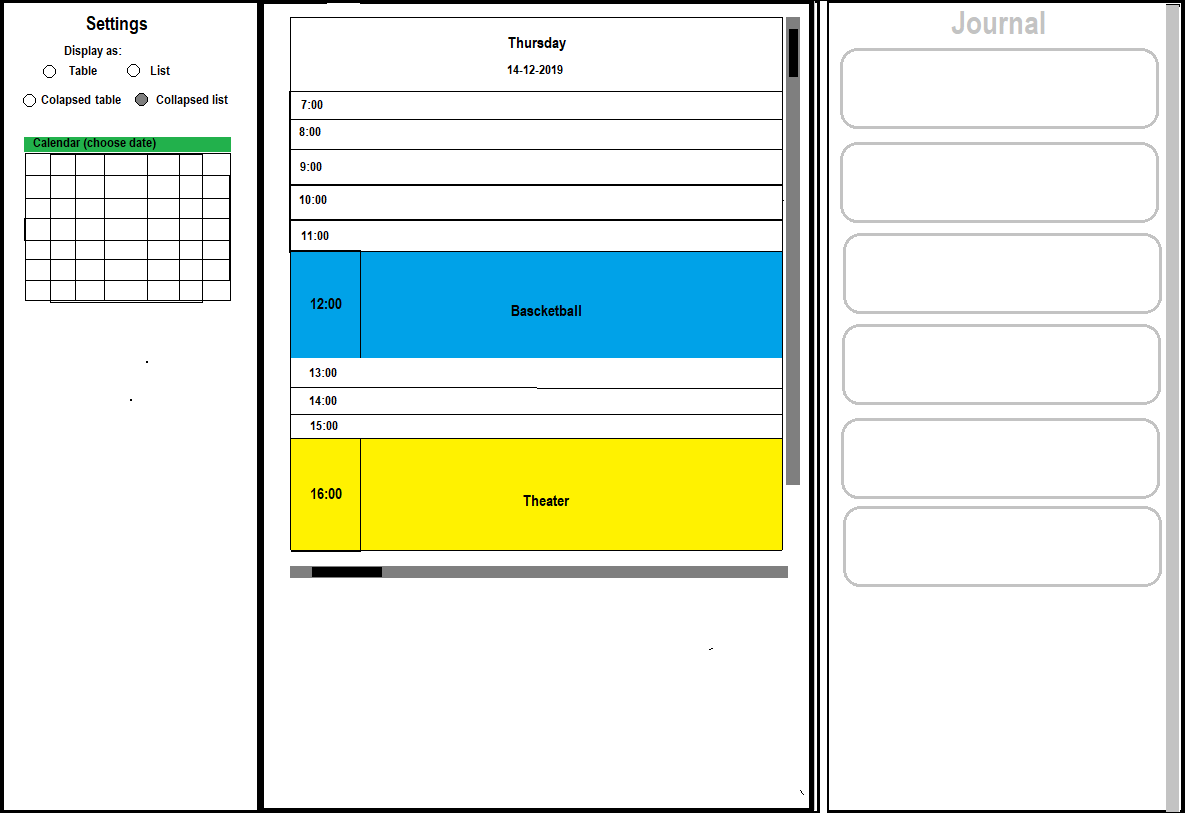 Settings
Display as:
Table List
Colapsed table Collapsed list
Calendar (choose date)
Thursday
14-12-2019
7:00
8:00
9:00
10:00
11:00
12:00 Bascketball
13:00
14:00
15:00
16:00 Theater
Journal